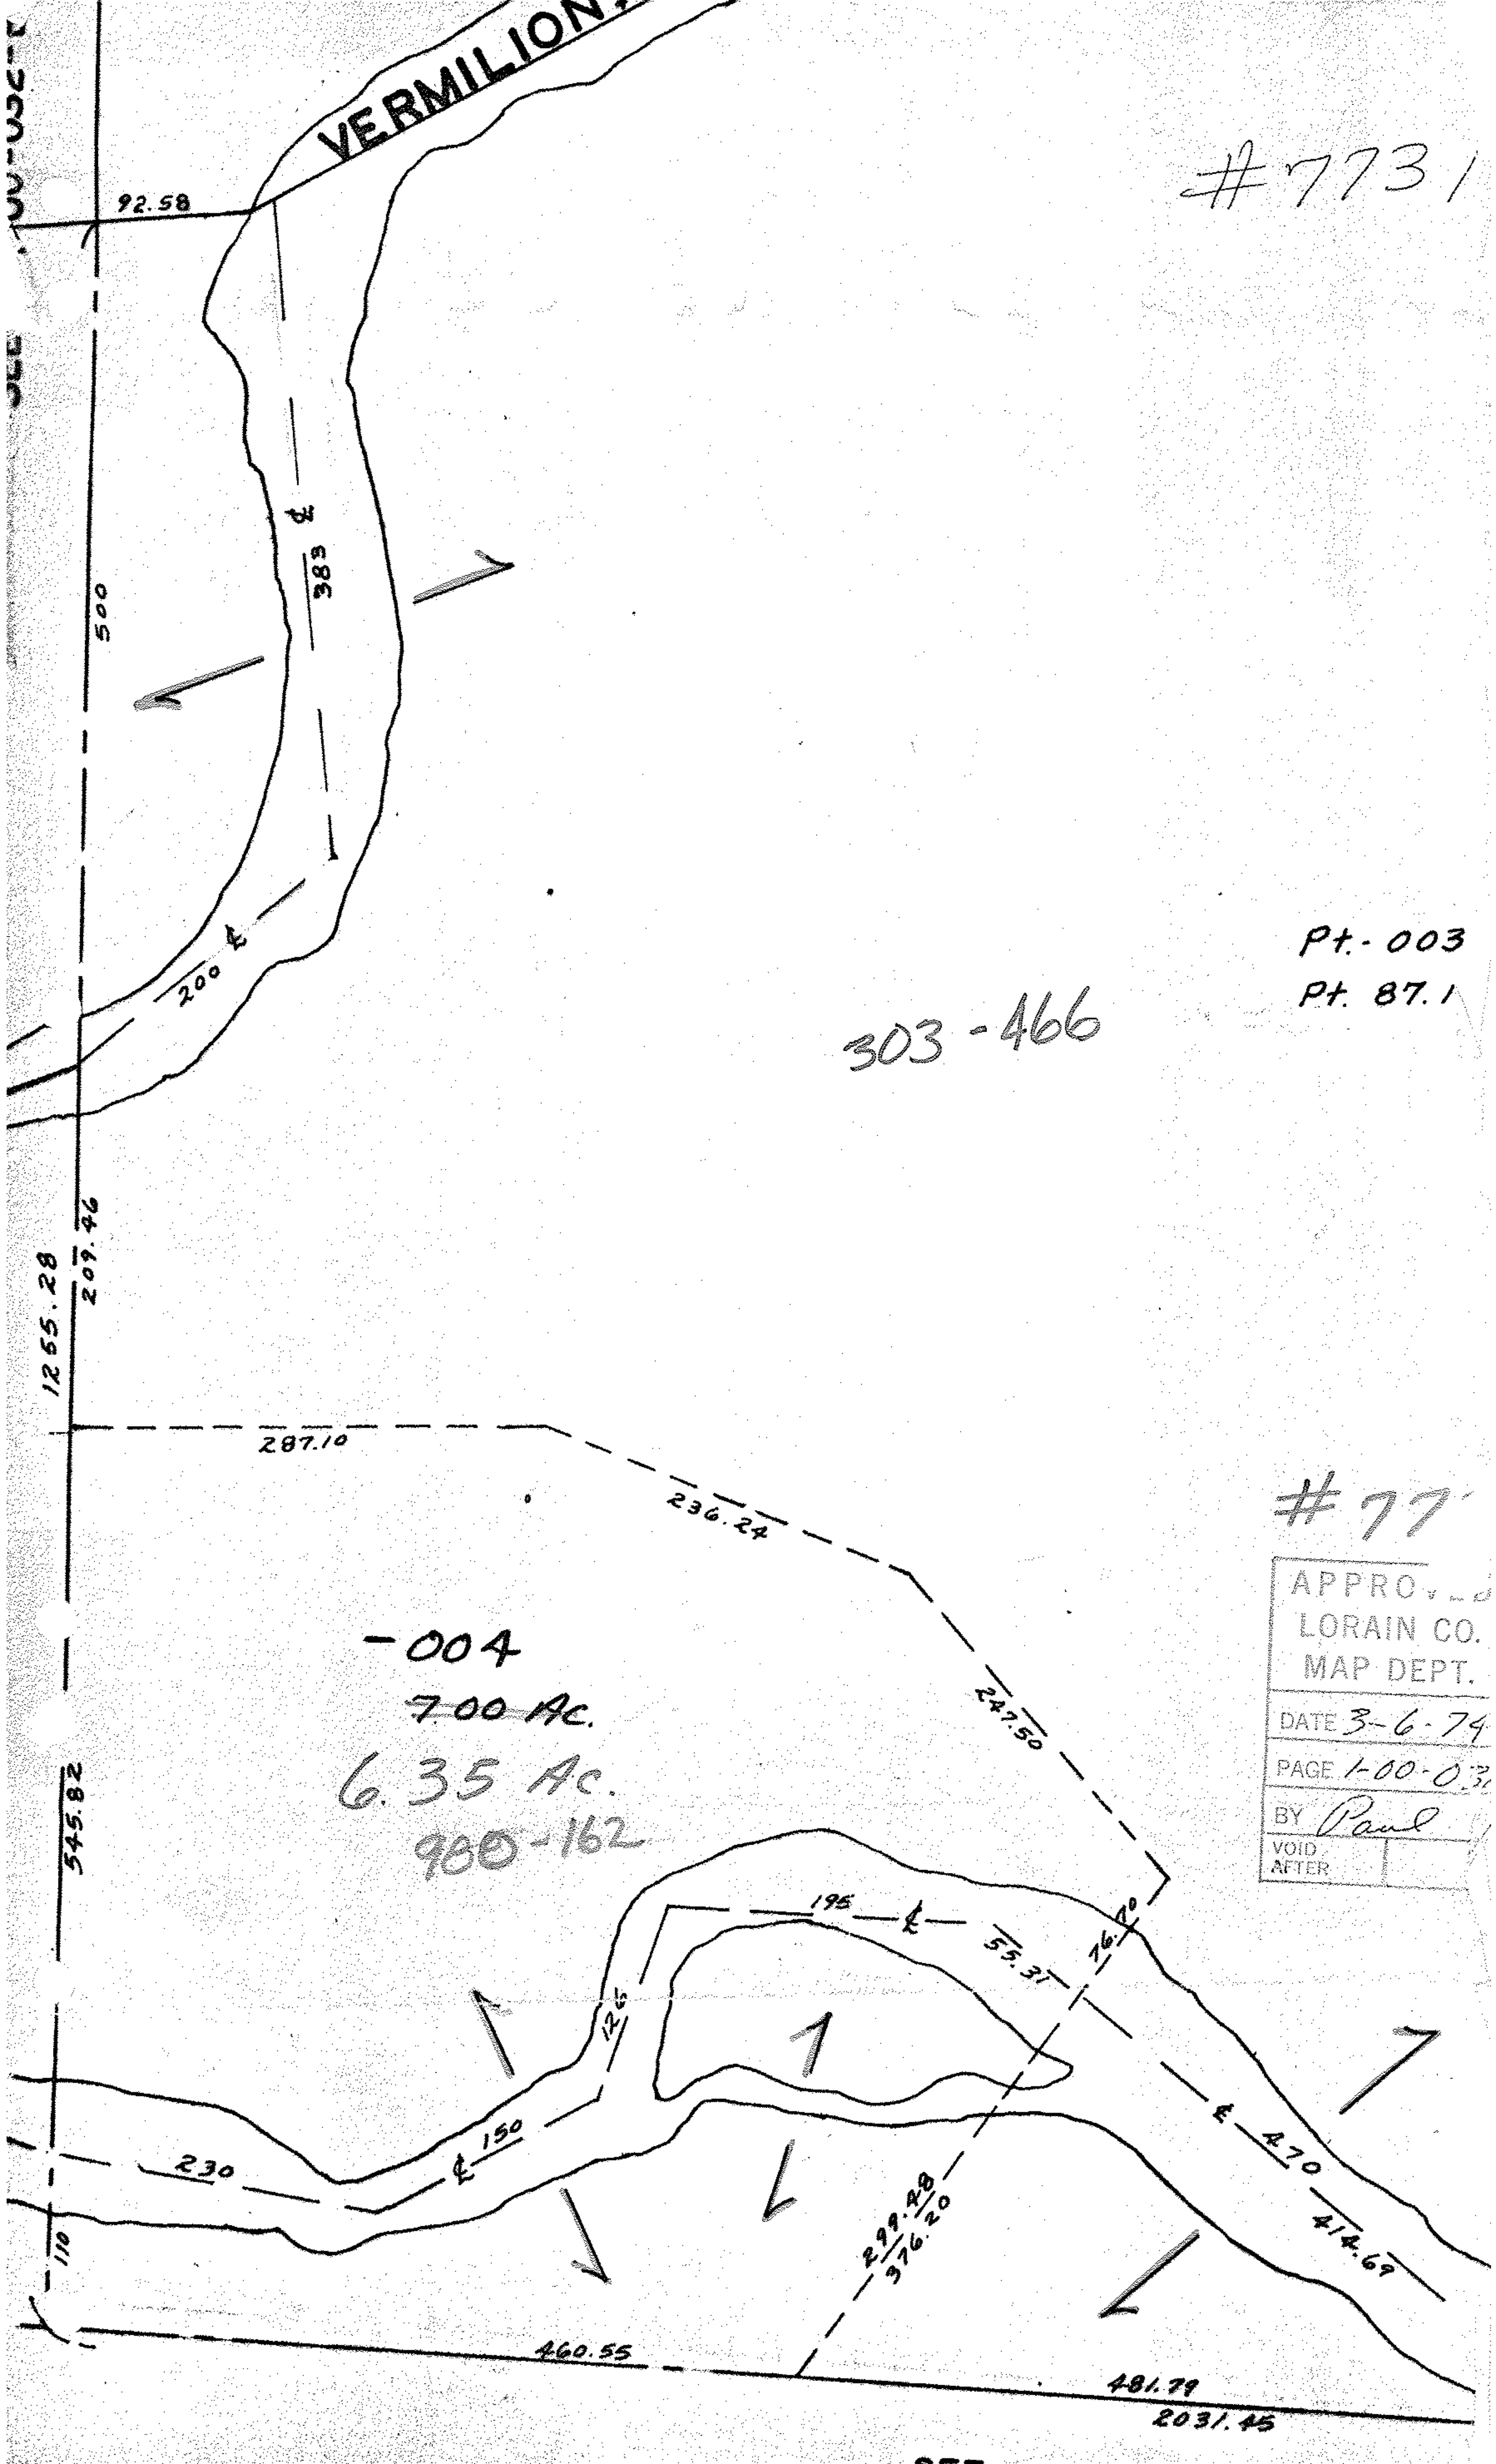 VERMILION
#7731
92.58
SEE
500
383 ℄
200 ℄
Pt.- 003
Pt. 87.1
303-466
209.46
1255.28
287.10
236.24
#77
-004
7.00 Ac.
6.35 Ac.
980-162
247.50
APPROVED
LORAIN CO.
MAP DEPT.
DATE 3-6-74
PAGE 1-00-03
BY Paul
VOID
AFTER
545.82
195 ℄
55.31
76.70
126
150 ℄
230
110
℄ 470
414.69
299.48
376.20
460.55
481.79
2031.45
SEE